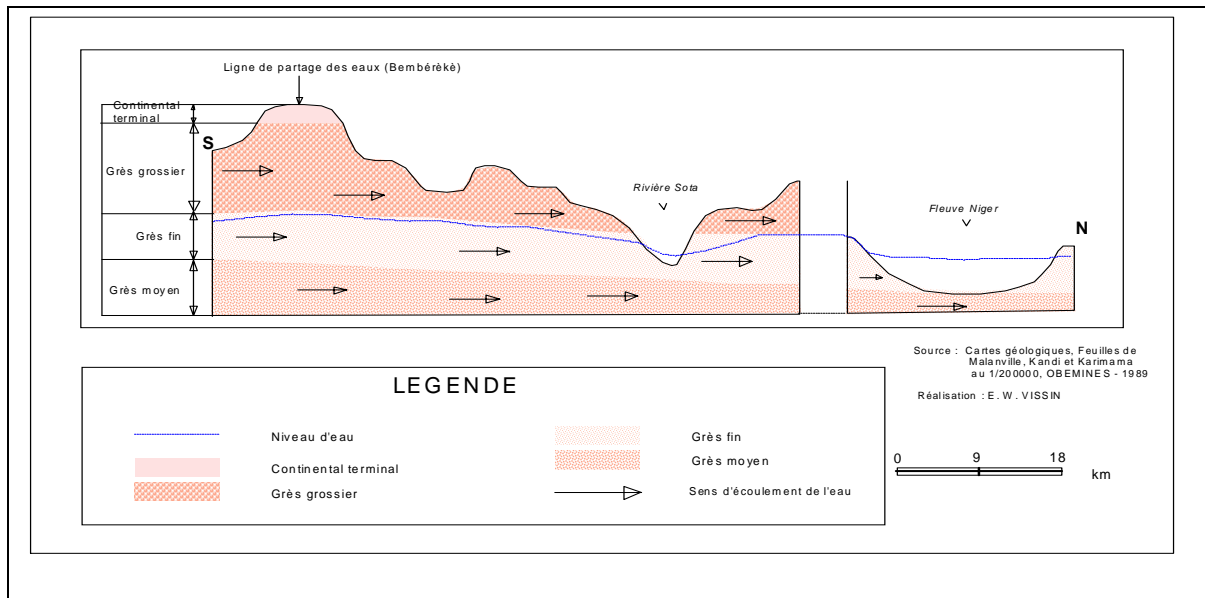 Ligne de partage des eaux (Bembérèkè)
Continental
terminal
S
Grès grossier
Rivière Sota
Fleuve Niger
N
Grès fin
Grès moyen
Source : Cartes géologiques, Feuilles de
Malanville, Kandi et Karimama
au 1/200000, OBEMINES - 1989
Réalisation : E. W. VISSIN
LEGENDE
Niveau d'eau
Continental terminal
Grès grossier
Grès fin
Grès moyen
Sens d'écoulement de l'eau
0 9 18
km